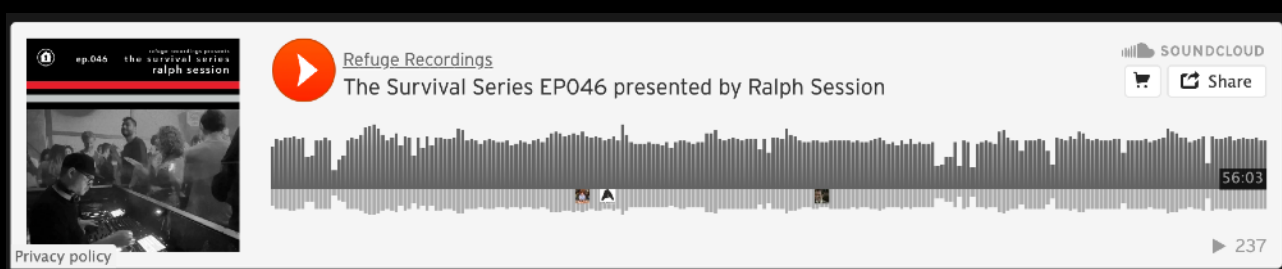 ep.046
refuge recordings presents
the survival series
ralph session
Refuge Recordings
The Survival Series EP046 presented by Ralph Session
SOUNDCLOUD
Share
56:03
Privacy policy
237